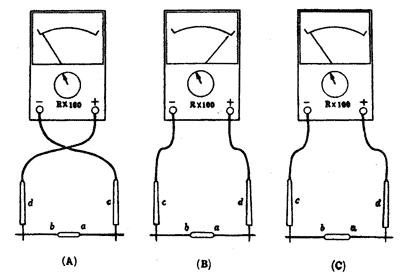 R×100
− +
d c
b a
(A)
R×100
− +
c d
b a
(B)
R×100
− +
c d
b a
(C)